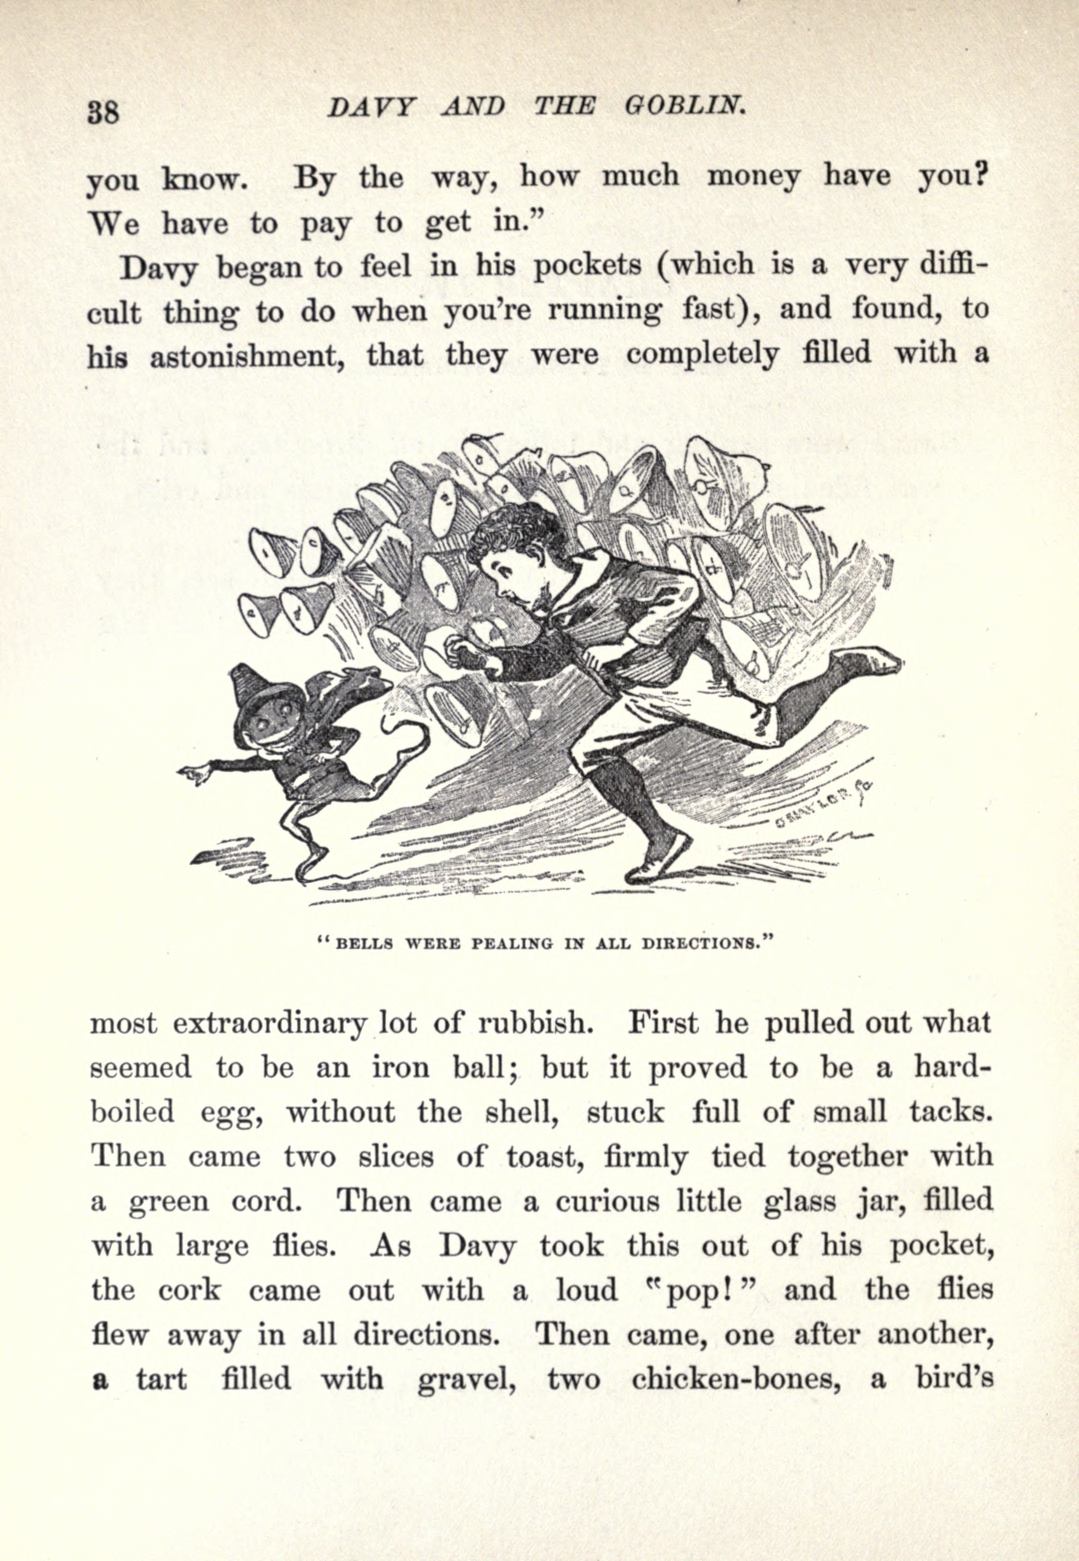 38
DAVY AND THE GOBLIN.
you know. By the way, how much money have you?
We have to pay to get in.”
Davy began to feel in his pockets (which is a very diffi-
cult thing to do when you’re running fast), and found, to
his astonishment, that they were completely filled with a
“BELLS WERE PEALING IN ALL DIRECTIONS.”
most extraordinary lot of rubbish. First he pulled out what
seemed to be an iron ball; but it proved to be a hard-
boiled egg, without the shell, stuck full of small tacks.
Then came two slices of toast, firmly tied together with
a green cord. Then came a curious little glass jar, filled
with large flies. As Davy took this out of his pocket,
the cork came out with a loud “pop!” and the flies
flew away in all directions. Then came, one after another,
a tart filled with gravel, two chicken-bones, a bird’s